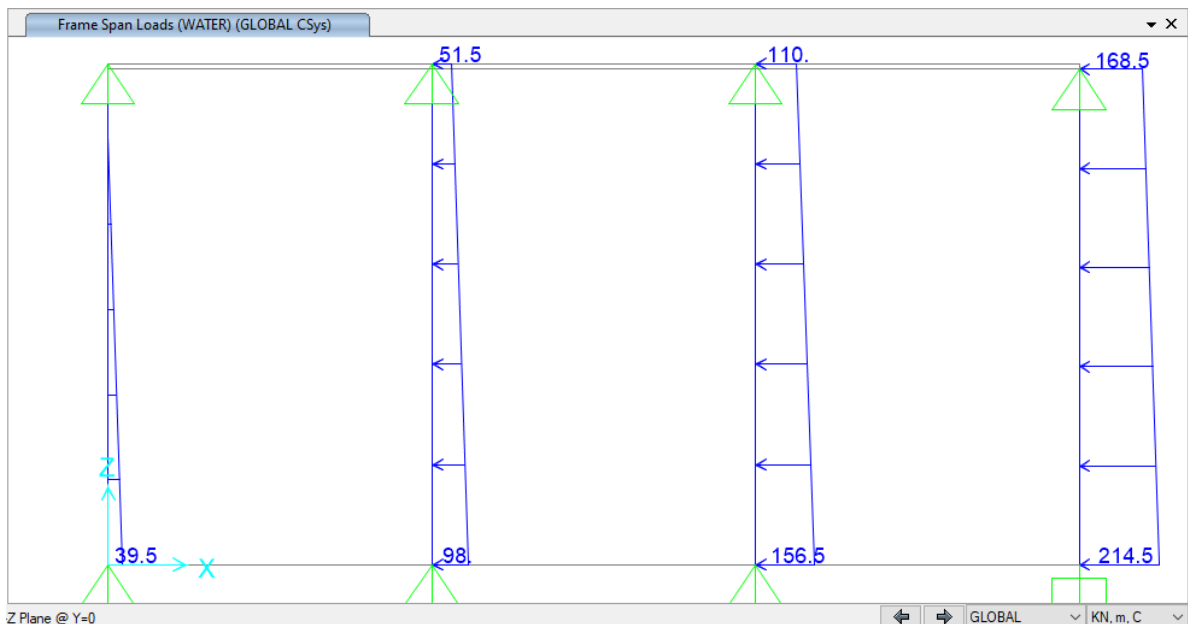 Frame Span Loads (WATER) (GLOBAL CSys)
51.5
110.
168.5
Z
39.5
X
98.
156.5
214.5
Z Plane @ Y=0
GLOBAL
KN, m, C